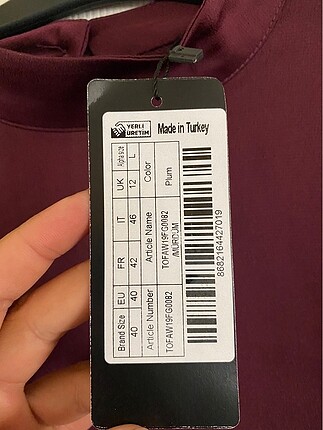 YERLİ
ÜRETİM
Made in Turkey
Brand Size EU FR IT UK Alpha size
40 40 42 46 12 L
Article Number Article Name Color
TOFAW19FG0082 TOFAW19FG0082 Plum
/MÜRDÜM
8682164427019